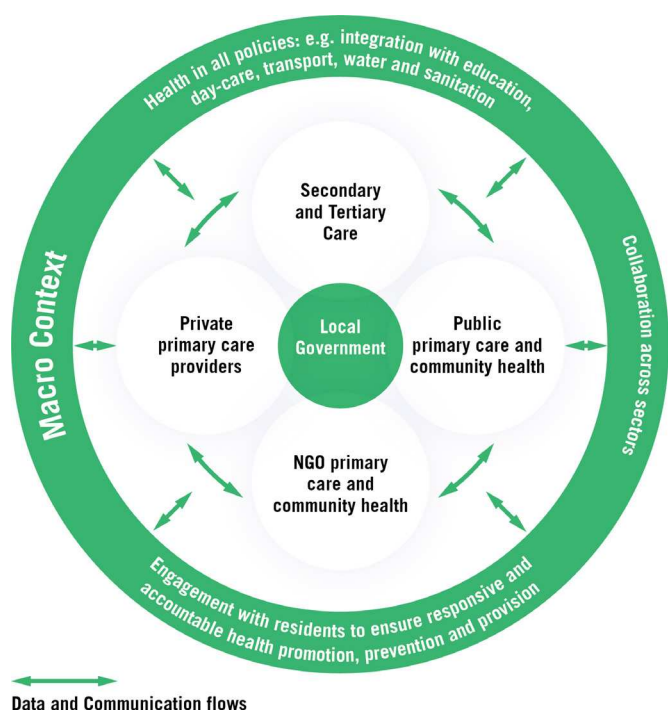 Health in all policies: e.g. integration with education,
day-care, transport, water and sanitation
Macro Context
Collaboration across sectors
Secondary
and Tertiary
Care
Private
primary care
providers
Local
Government
Public
primary care and
community health
NGO primary
care and
community health
Engagement with residents to ensure responsive and
accountable health promotion, prevention and provision
Data and Communication flows